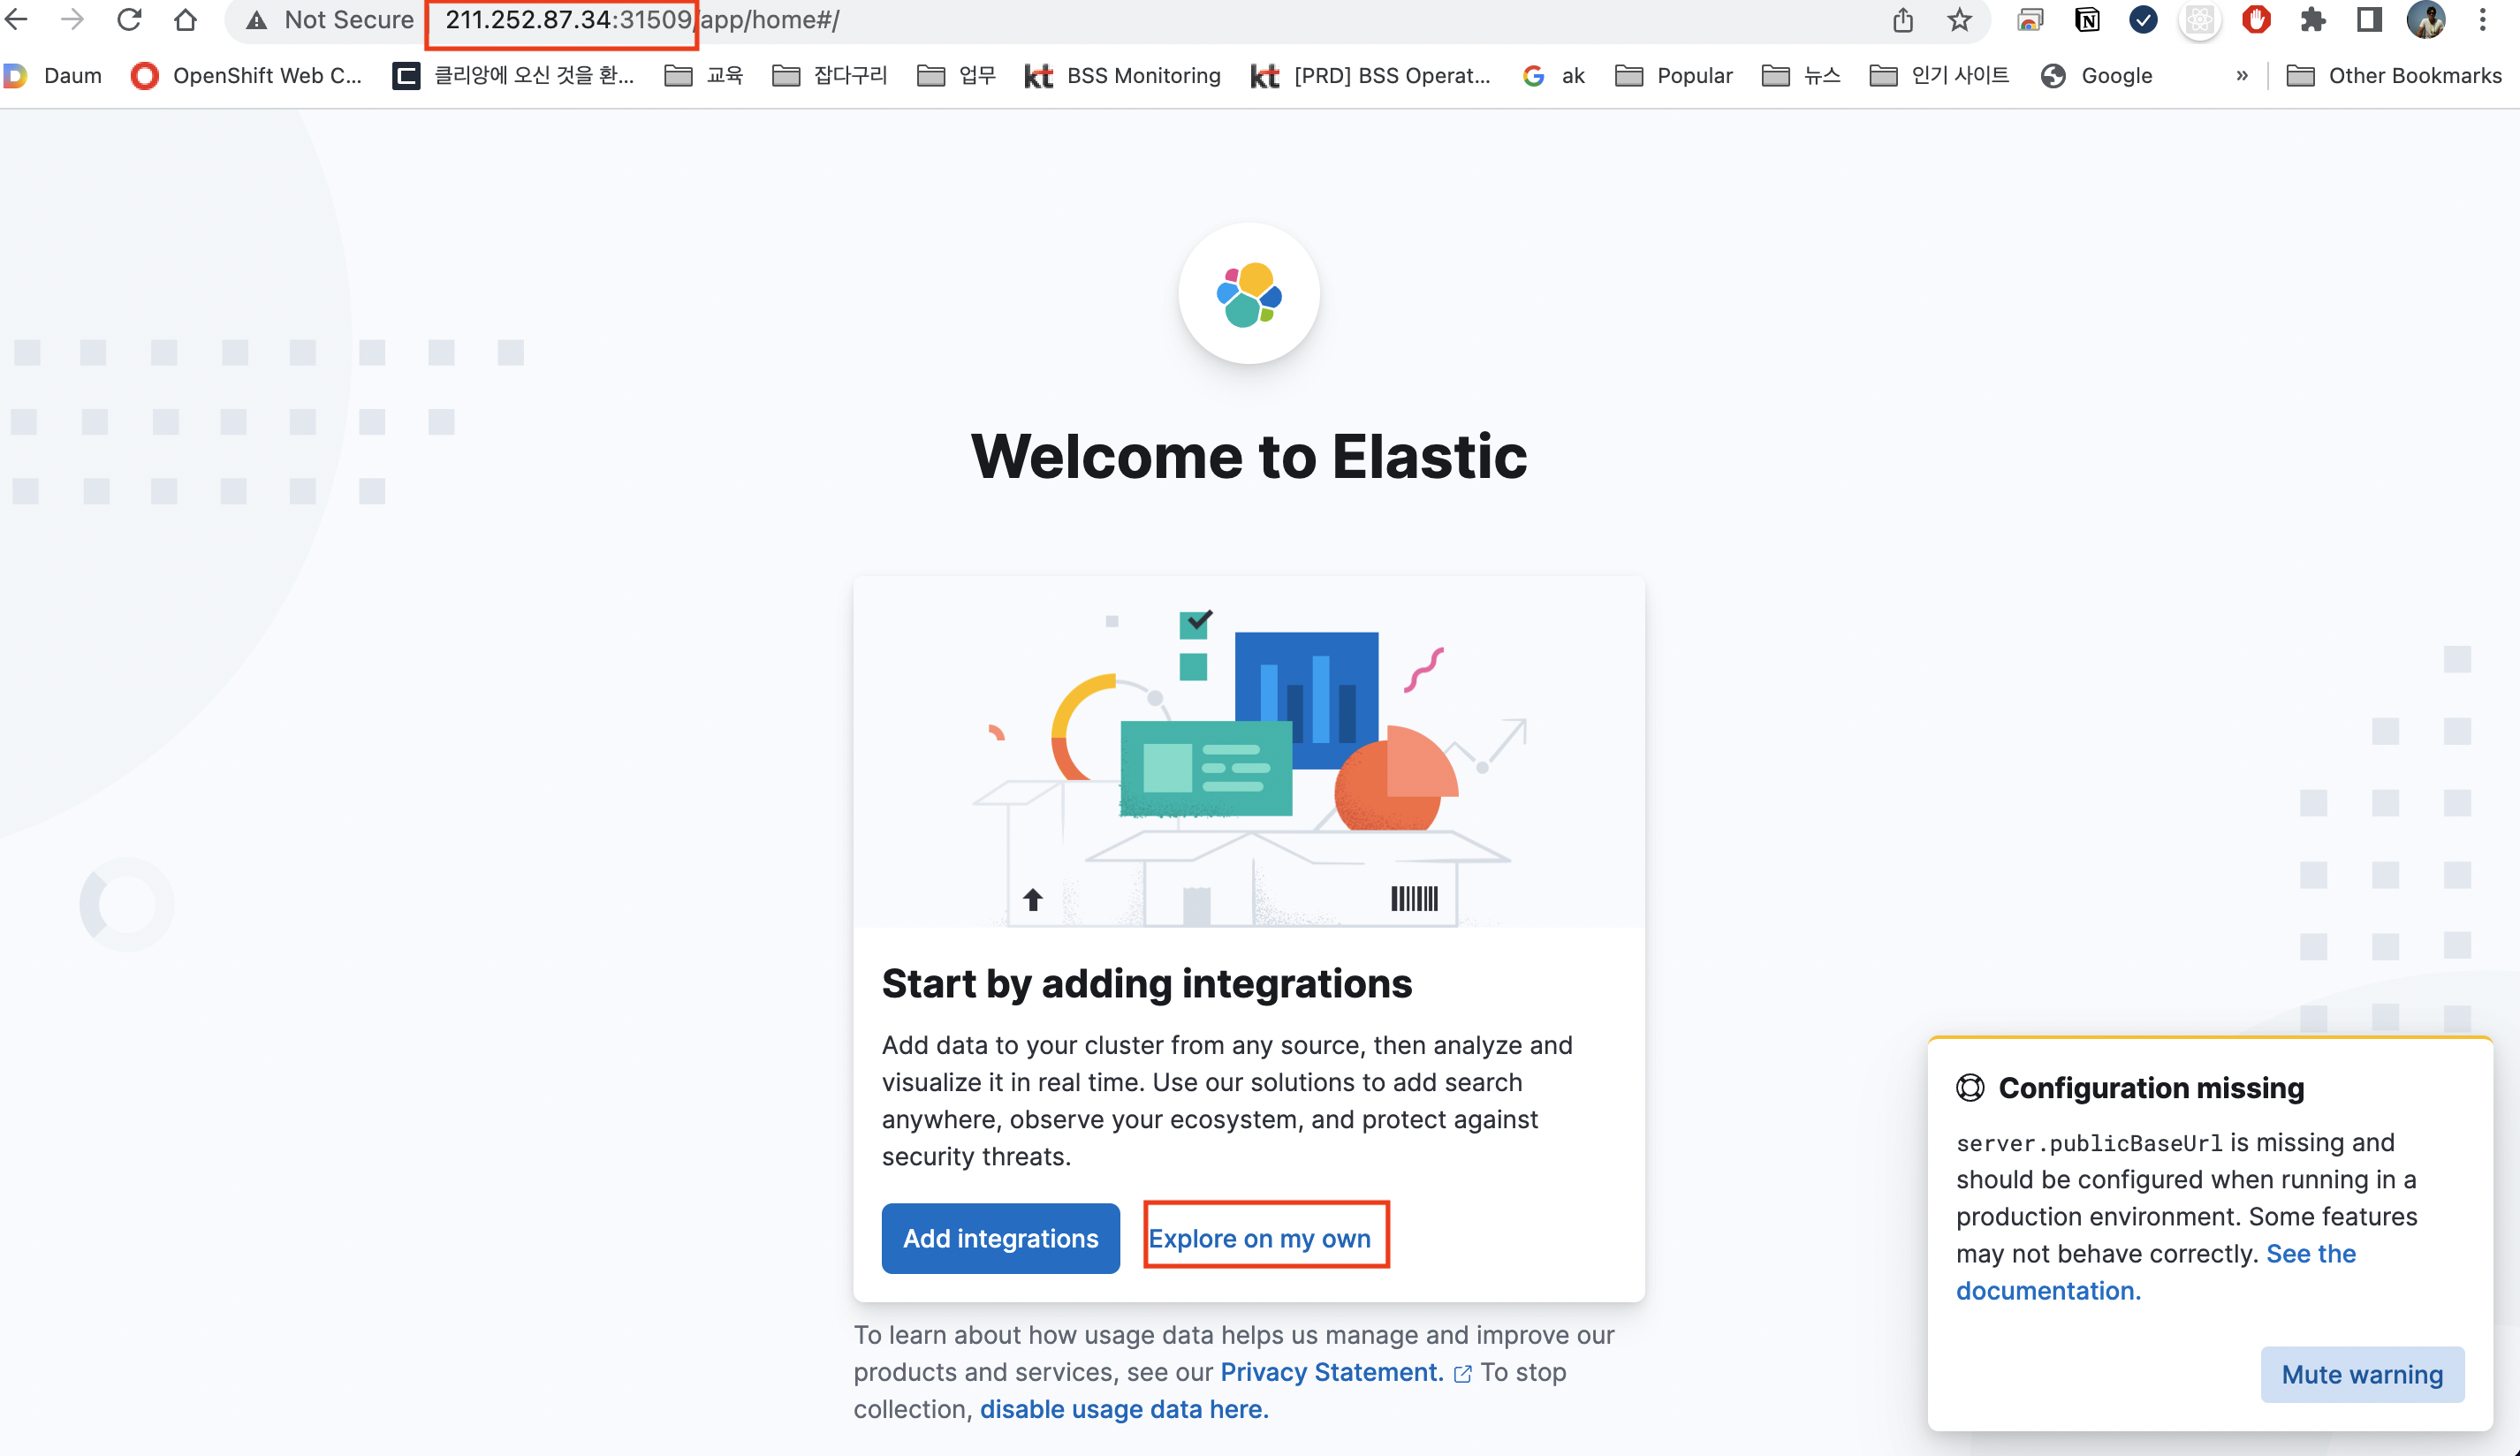 Not Secure 211.252.87.34:31509/app/home#/
Daum OpenShift Web C... 클리앙에 오신 것을 환... 교육 잡다구리 업무 kt BSS Monitoring kt [PRD] BSS Operat... ak Popular 뉴스 인기 사이트 Google » Other Bookmarks
Welcome to Elastic
Start by adding integrations
Add data to your cluster from any source, then analyze and
visualize it in real time. Use our solutions to add search
anywhere, observe your ecosystem, and protect against
security threats.
Add integrations Explore on my own
To learn about how usage data helps us manage and improve our
products and services, see our Privacy Statement. To stop
collection, disable usage data here.
Configuration missing
server.publicBaseUrl is missing and
should be configured when running in a
production environment. Some features
may not behave correctly. See the
documentation.
Mute warning